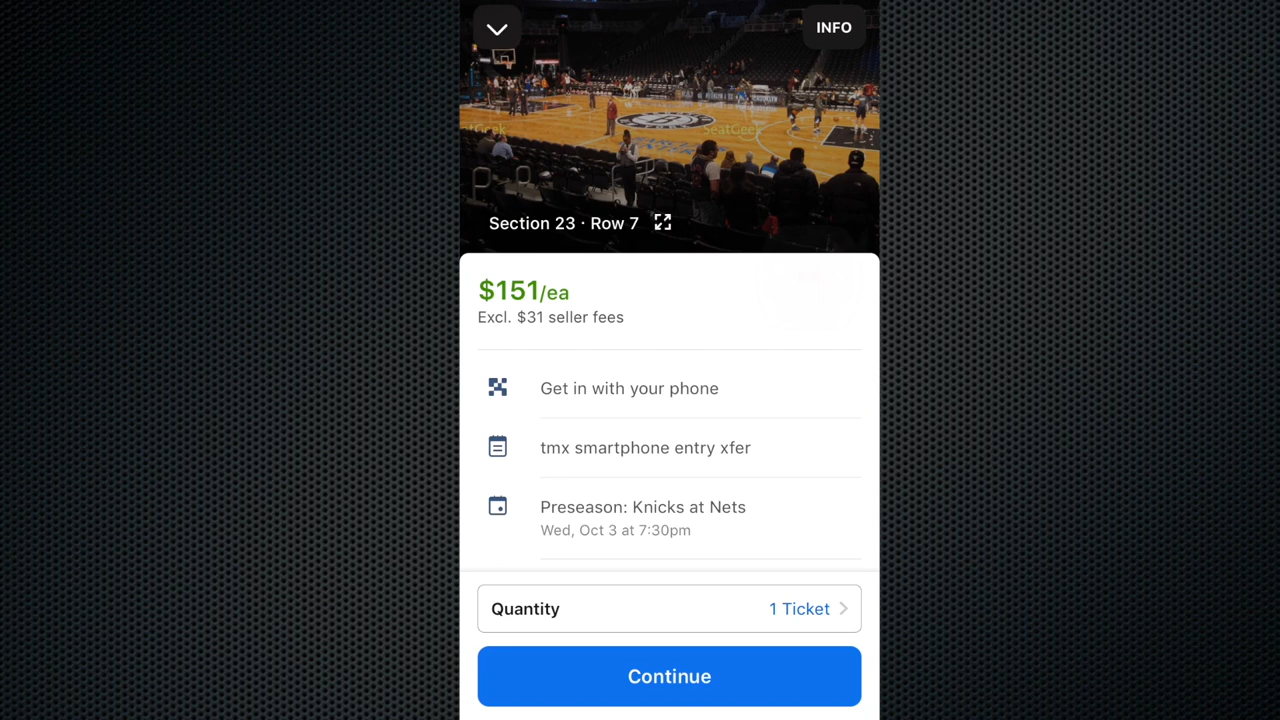 INFO
SeatGeek
Section 23 · Row 7
$151/ea
Excl. $31 seller fees
Get in with your phone
tmx smartphone entry xfer
Preseason: Knicks at Nets
Wed, Oct 3 at 7:30pm
Quantity
1 Ticket
Continue